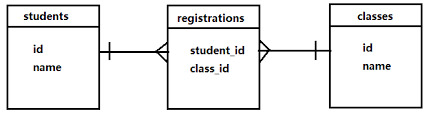 students
id
name
registrations
student_id
class_id
classes
id
name